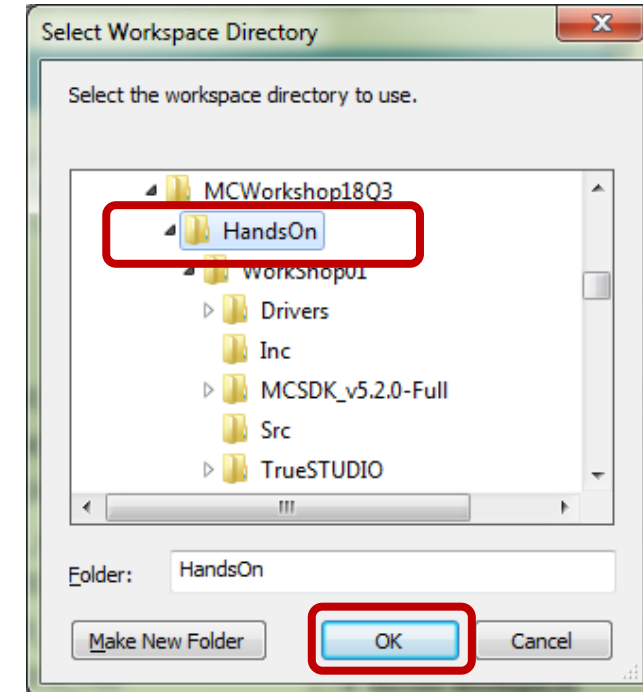 Select Workspace Directory
Select the workspace directory to use.
MCWorkshop18Q3
HandsOn
WorkShop01
Drivers
Inc
MCSDK_v5.2.0-Full
Src
TrueSTUDIO
Folder: HandsOn
Make New Folder OK Cancel